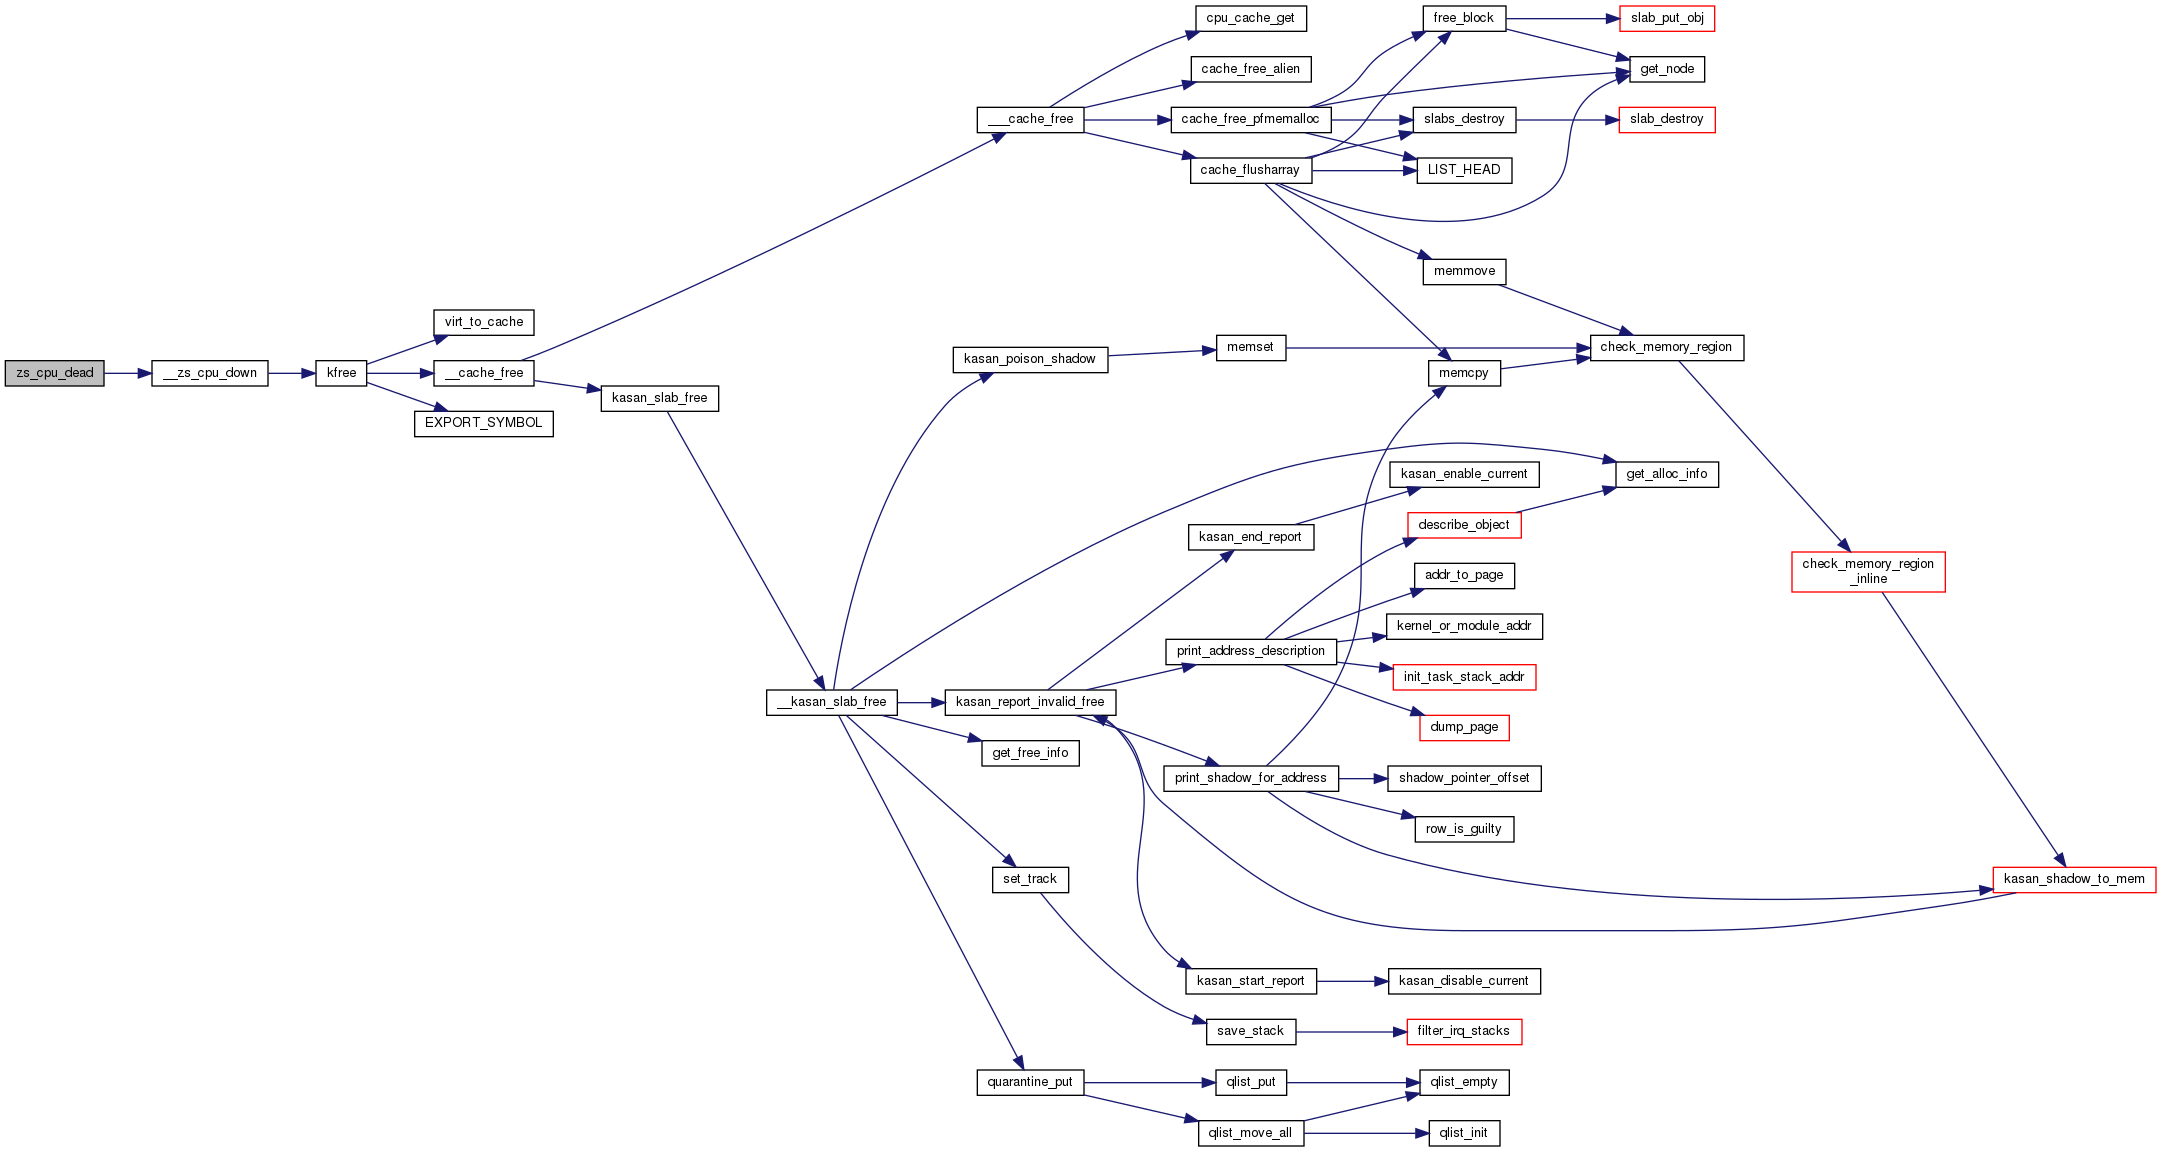 zs_cpu_dead
__zs_cpu_down
kfree
virt_to_cache
__cache_free
EXPORT_SYMBOL
kasan_slab_free
___cache_free
cpu_cache_get
cache_free_alien
cache_free_pfmemalloc
cache_flusharray
free_block
slab_put_obj
get_node
slabs_destroy
slab_destroy
LIST_HEAD
memmove
check_memory_region
memcpy
kasan_poison_shadow
memset
get_alloc_info
kasan_enable_current
kasan_end_report
describe_object
addr_to_page
kernel_or_module_addr
print_address_description
init_task_stack_addr
dump_page
check_memory_region
_inline
__kasan_slab_free
kasan_report_invalid_free
get_free_info
print_shadow_for_address
shadow_pointer_offset
row_is_guilty
set_track
kasan_shadow_to_mem
kasan_start_report
kasan_disable_current
save_stack
filter_irq_stacks
quarantine_put
qlist_put
qlist_empty
qlist_move_all
qlist_init